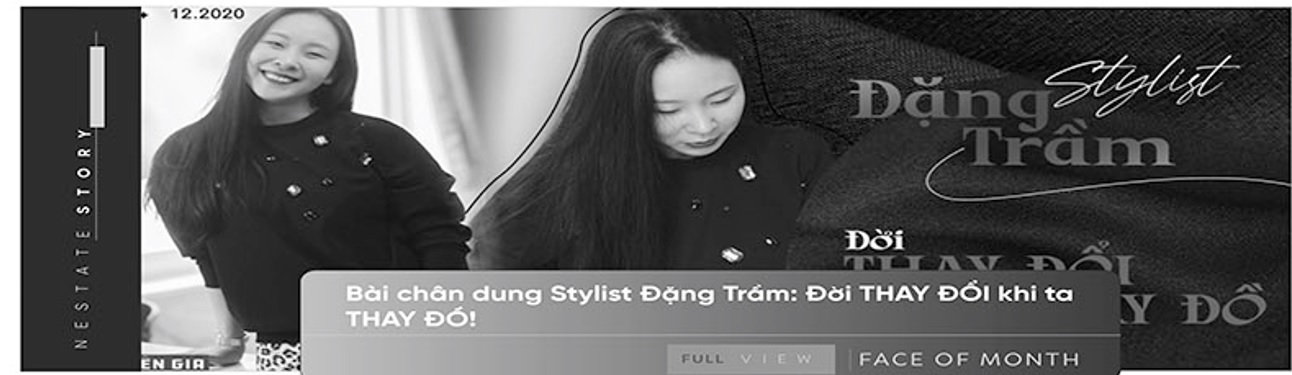 12.2020
NESTATE STORY
Stylist
Đặng
Trầm
Đời
THAY ĐỔI
Y ĐỒ
EN GIA
Bài chân dung Stylist Đặng Trầm: Đời THAY ĐỔI khi ta
THAY ĐỒ!
FULL VIEW
FACE OF MONTH